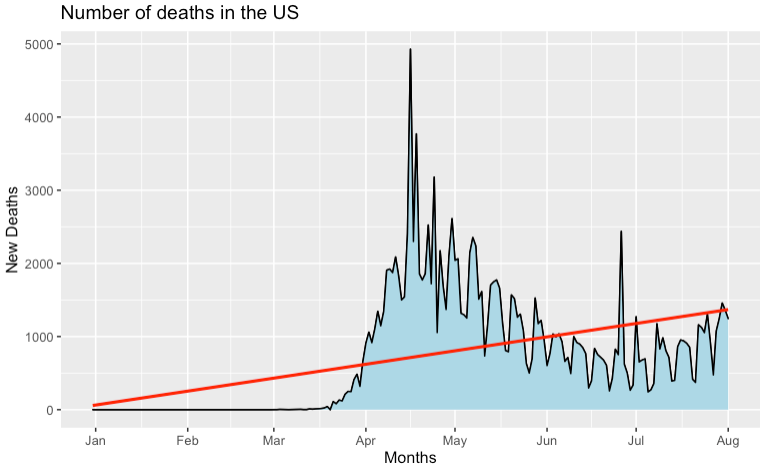 Number of deaths in the US
New Deaths
5000
4000
3000
2000
1000
0
Jan Feb Mar Apr May Jun Jul Aug
Months